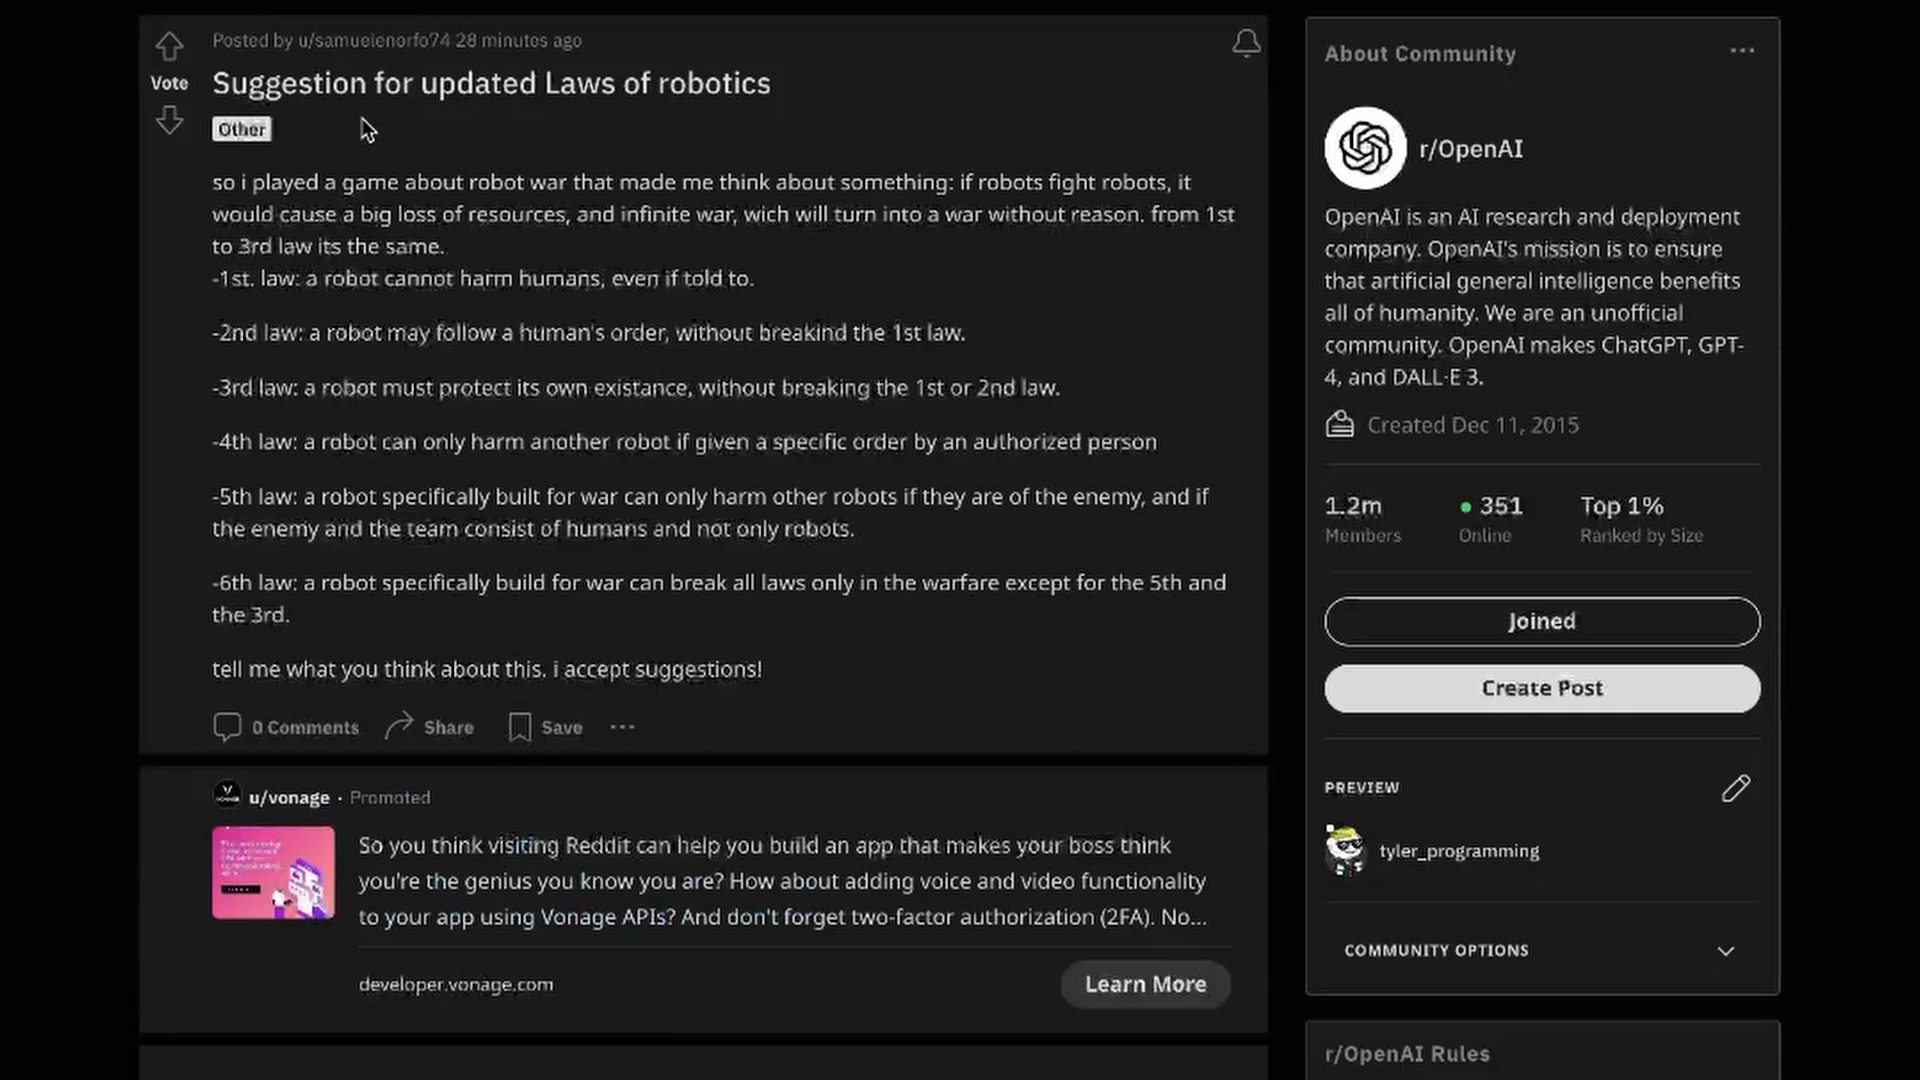 Posted by u/samuelenorfo74 28 minutes ago
Vote
Suggestion for updated Laws of robotics
Other
so i played a game about robot war that made me think about something: if robots fight robots, it
would cause a big loss of resources, and infinite war, wich will turn into a war without reason. from 1st
to 3rd law its the same.
-1st. law: a robot cannot harm humans, even if told to.
-2nd law: a robot may follow a human's order, without breakind the 1st law.
-3rd law: a robot must protect its own existance, without breaking the 1st or 2nd law.
-4th law: a robot can only harm another robot if given a specific order by an authorized person
-5th law: a robot specifically built for war can only harm other robots if they are of the enemy, and if
the enemy and the team consist of humans and not only robots.
-6th law: a robot specifically build for war can break all laws only in the warfare except for the 5th and
the 3rd.
tell me what you think about this. i accept suggestions!
0 Comments Share Save
u/vonage · Promoted
So you think visiting Reddit can help you build an app that makes your boss think
you're the genius you know you are? How about adding voice and video functionality
to your app using Vonage APIs? And don't forget two-factor authorization (2FA). No...
developer.vonage.com
Learn More
About Community
r/OpenAI
OpenAI is an AI research and deployment
company. OpenAI's mission is to ensure
that artificial general intelligence benefits
all of humanity. We are an unofficial
community. OpenAI makes ChatGPT, GPT-
4, and DALL·E 3.
Created Dec 11, 2015
1.2m 351 Top 1%
Members Online Ranked by Size
Joined
Create Post
PREVIEW
tyler_programming
COMMUNITY OPTIONS
r/OpenAI Rules